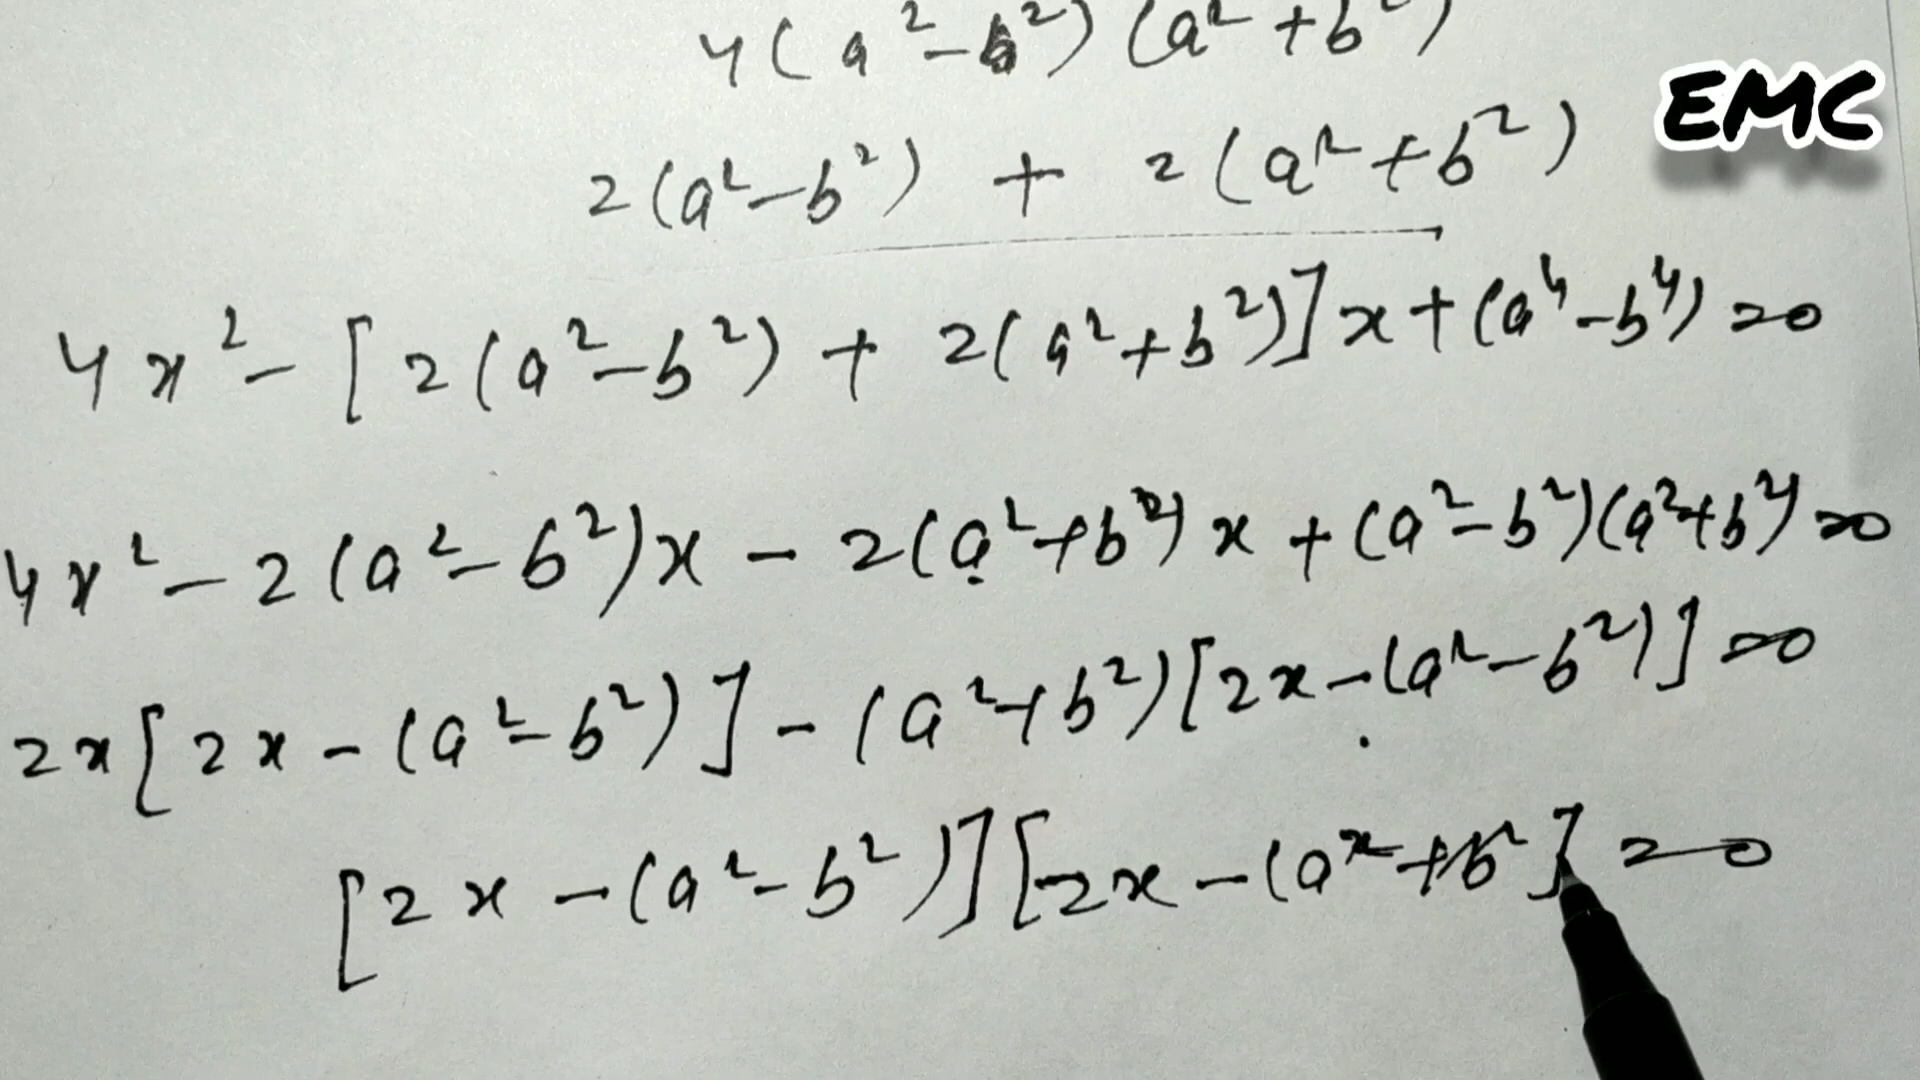 4(a²-b²)(a²+b²)
EMC
2(a²-b²) + 2(a²+b²)
4x² - [2(a²-b²) + 2(a²+b²)]x + (a⁴-b⁴) = 0
4x² - 2(a²-b²)x - 2(a²+b²)x + (a²-b²)(a²+b²) = 0
2x[2x - (a²-b²)] - (a²+b²)[2x - (a²-b²)] = 0
[2x - (a²-b²)][2x - (a²+b²] = 0